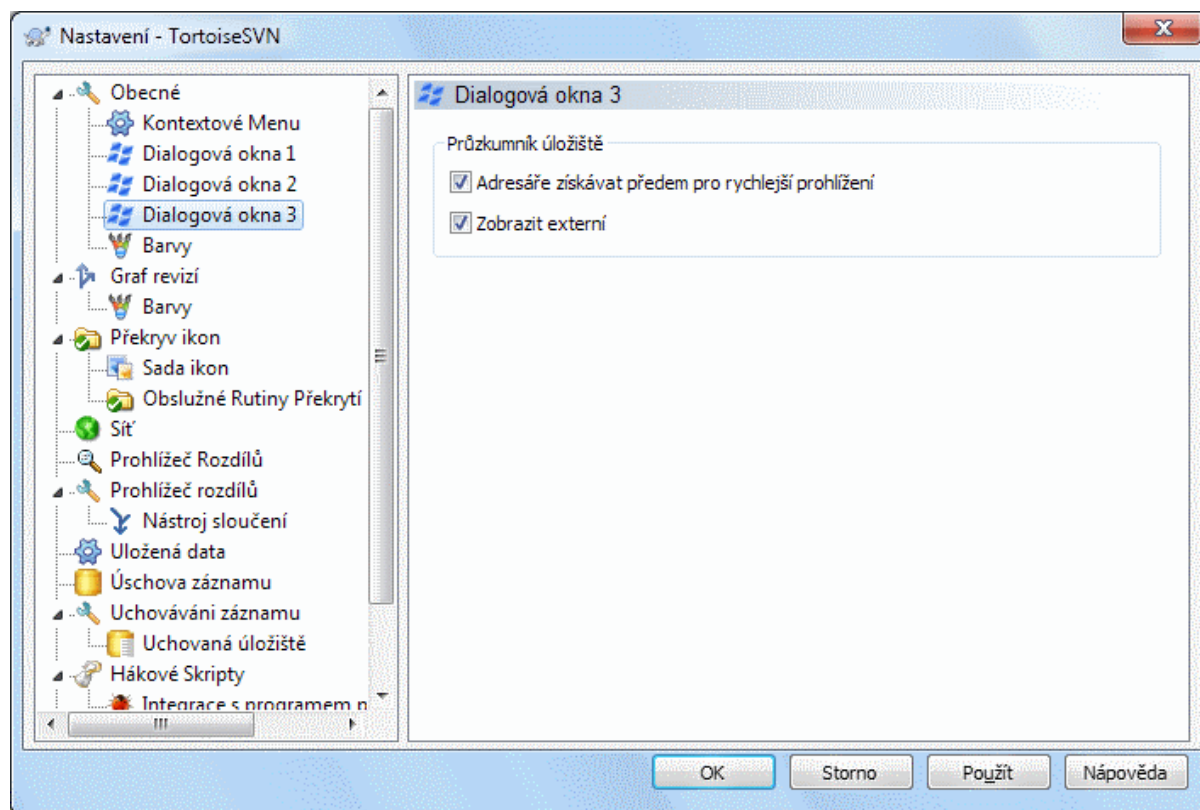 Nastavení - TortoiseSVN
Obecné
Kontextové Menu
Dialogová okna 1
Dialogová okna 2
Dialogová okna 3
Barvy
Graf revizí
Barvy
Překryv ikon
Sada ikon
Obslužné Rutiny Překrytí
Síť
Prohlížeč Rozdílů
Prohlížeč rozdílů
Nástroj sloučení
Uložená data
Úschova záznamu
Uchováváni záznamu
Uchovaná úložiště
Hákové Skripty
Integrace s programem
Dialogová okna 3
Průzkumník úložiště
Adresáře získávat předem pro rychlejší prohlížení
Zobrazit externí
OK
Storno
Použít
Nápověda